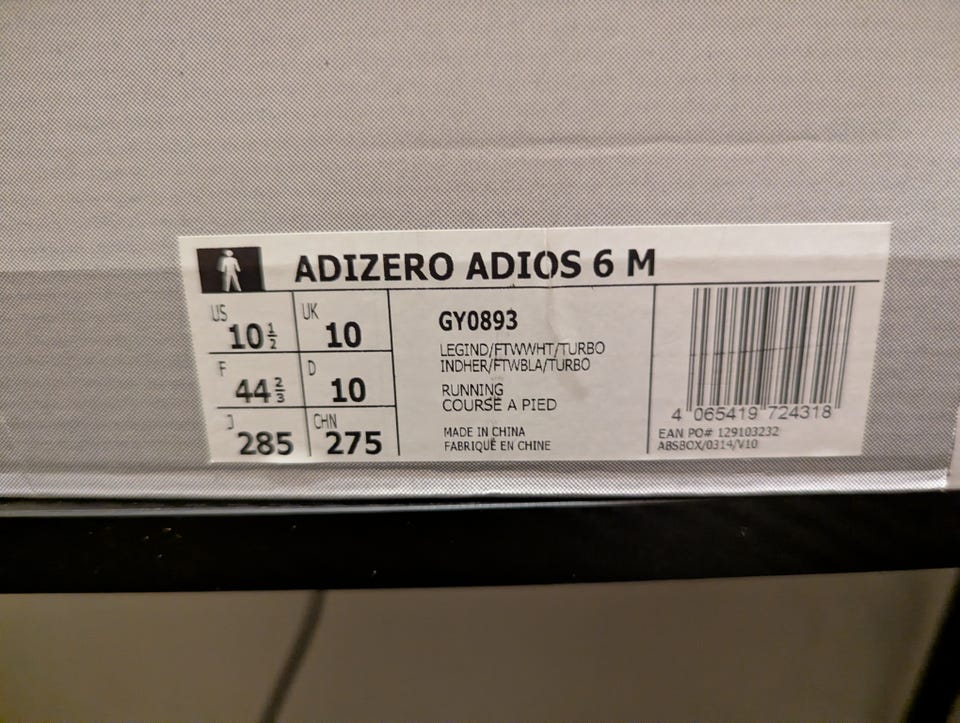 ADIZERO ADIOS 6 M
US 10 1/2 UK 10
F 44 2/3 D 10
J 285 CHN 275
GY0893
LEGIND/FTWWHT/TURBO
INDHER/FTWBLA/TURBO
RUNNING
COURSE A PIED
MADE IN CHINA
FABRIQUÉ EN CHINE
4 065419 724318
EAN PO# 129103232
ABSBOX/0314/V10